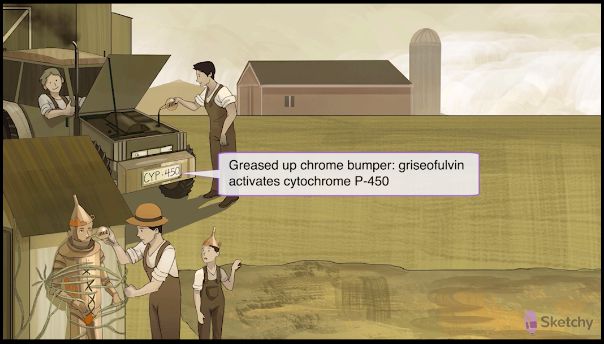 CYP-450
Greased up chrome bumper: griseofulvin
activates cytochrome P-450
Sketchy